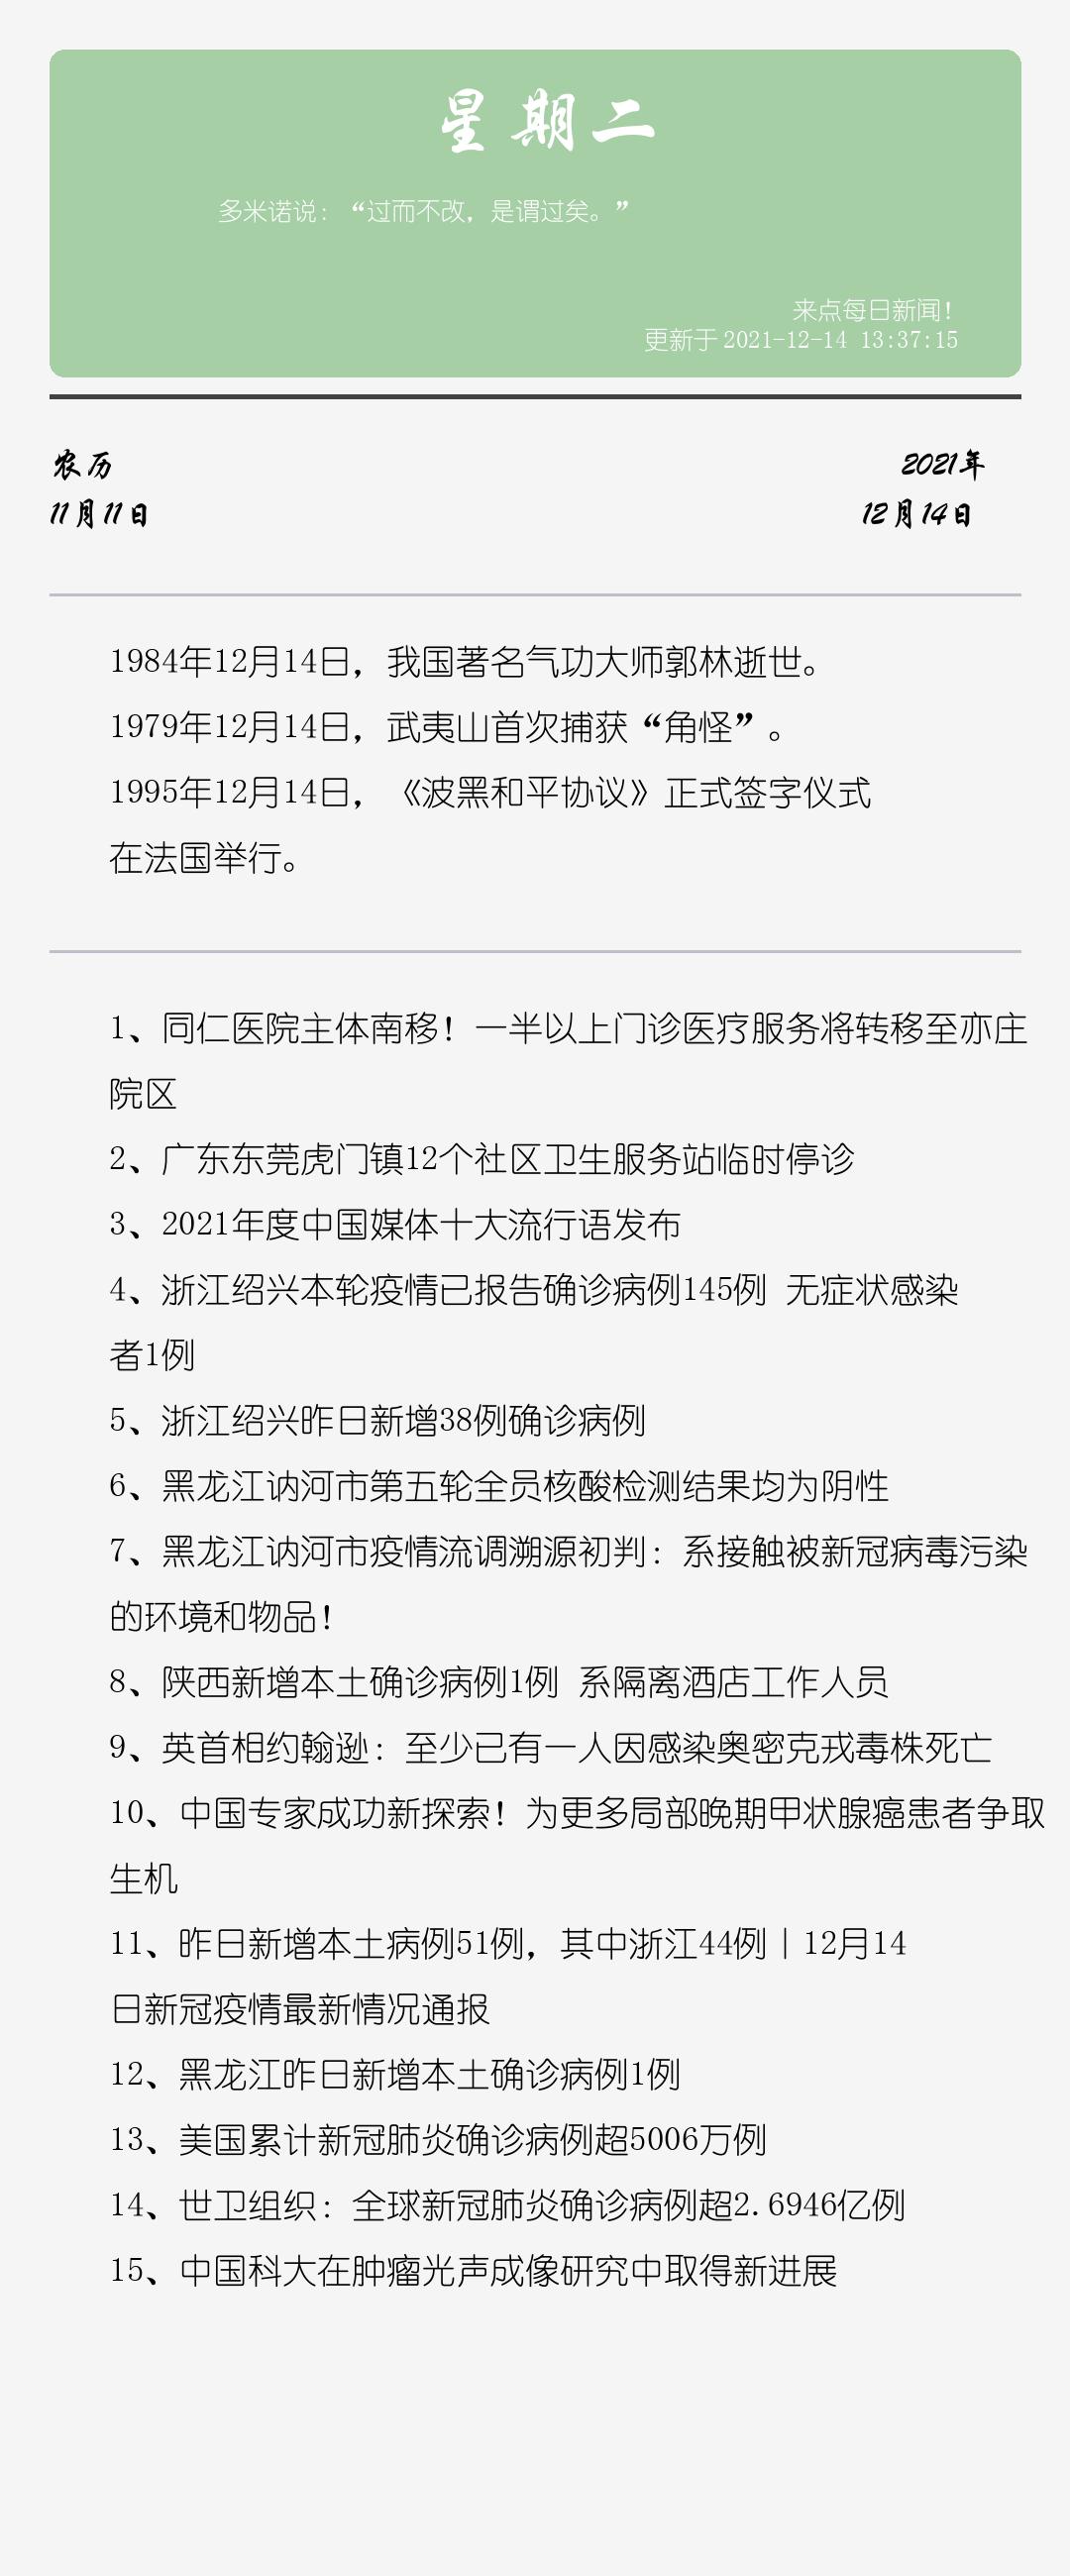 星期二
多米诺说：“过而不改，是谓过矣。”
来点每日新闻！
更新于2021-12-14 13:37:15
农历
2021年
11月11日
12月14日
1984年12月14日，我国著名气功大师郭林逝世。
1979年12月14日，武夷山首次捕获“角怪”。
1995年12月14日，《波黑和平协议》正式签字仪式
在法国举行。
1、同仁医院主体南移！一半以上门诊医疗服务将转移至亦庄
院区
2、广东东莞虎门镇12个社区卫生服务站临时停诊
3、2021年度中国媒体十大流行语发布
4、浙江绍兴本轮疫情已报告确诊病例145例 无症状感染
者1例
5、浙江绍兴昨日新增38例确诊病例
6、黑龙江讷河市第五轮全员核酸检测结果均为阴性
7、黑龙江讷河市疫情流调溯源初判：系接触被新冠病毒污染
的环境和物品！
8、陕西新增本土确诊病例1例 系隔离酒店工作人员
9、英首相约翰逊：至少已有一人因感染奥密克戎毒株死亡
10、中国专家成功新探索！为更多局部晚期甲状腺癌患者争取
生机
11、昨日新增本土病例51例，其中浙江44例丨12月14
日新冠疫情最新情况通报
12、黑龙江昨日新增本土确诊病例1例
13、美国累计新冠肺炎确诊病例超5006万例
14、世卫组织：全球新冠肺炎确诊病例超2.6946亿例
15、中国科大在肿瘤光声成像研究中取得新进展